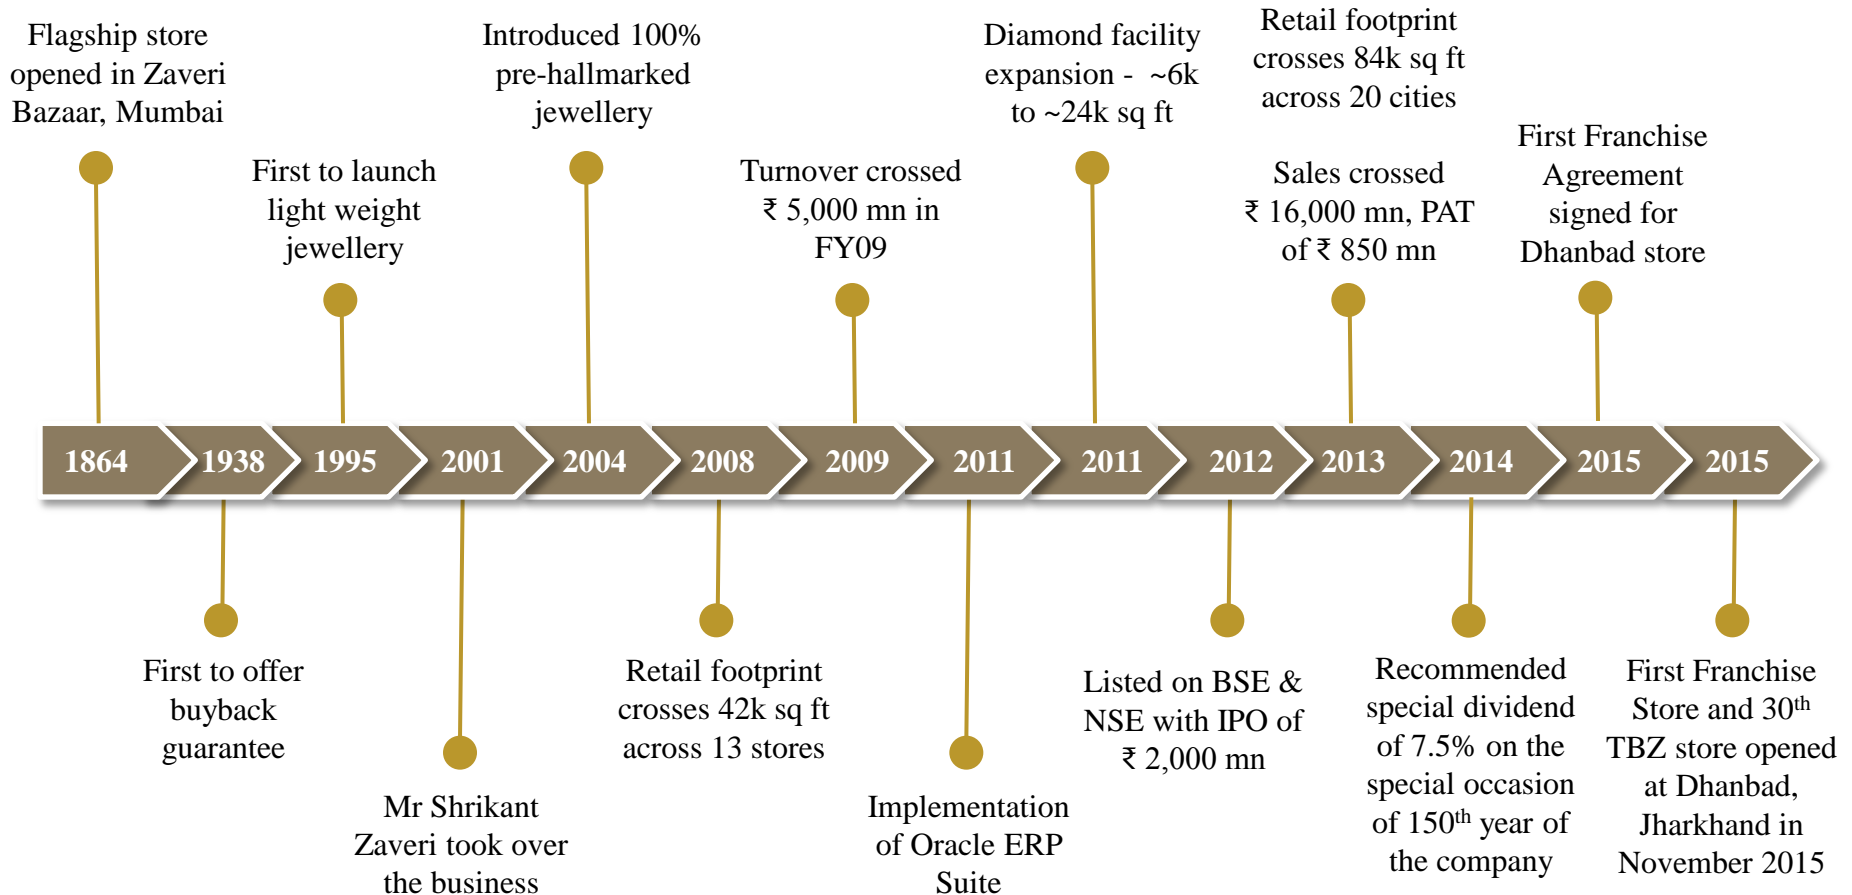 Flagship store
opened in Zaveri
Bazaar, Mumbai
First to launch
light weight
jewellery
Introduced 100%
pre-hallmarked
jewellery
Turnover crossed
₹ 5,000 mn in
FY09
Diamond facility
expansion - ~6k
to ~24k sq ft
Retail footprint
crosses 84k sq ft
across 20 cities
Sales crossed
₹ 16,000 mn, PAT
of ₹ 850 mn
First Franchise
Agreement
signed for
Dhanbad store
1864 1938 1995 2001 2004 2008 2009 2011 2011 2012 2013 2014 2015 2015
First to offer
buyback
guarantee
Mr Shrikant
Zaveri took over
the business
Retail footprint
crosses 42k sq ft
across 13 stores
Implementation
of Oracle ERP
Suite
Listed on BSE &
NSE with IPO of
₹ 2,000 mn
Recommended
special dividend
of 7.5% on the
special occasion
of 150th year of
the company
First Franchise
Store and 30th
TBZ store opened
at Dhanbad,
Jharkhand in
November 2015